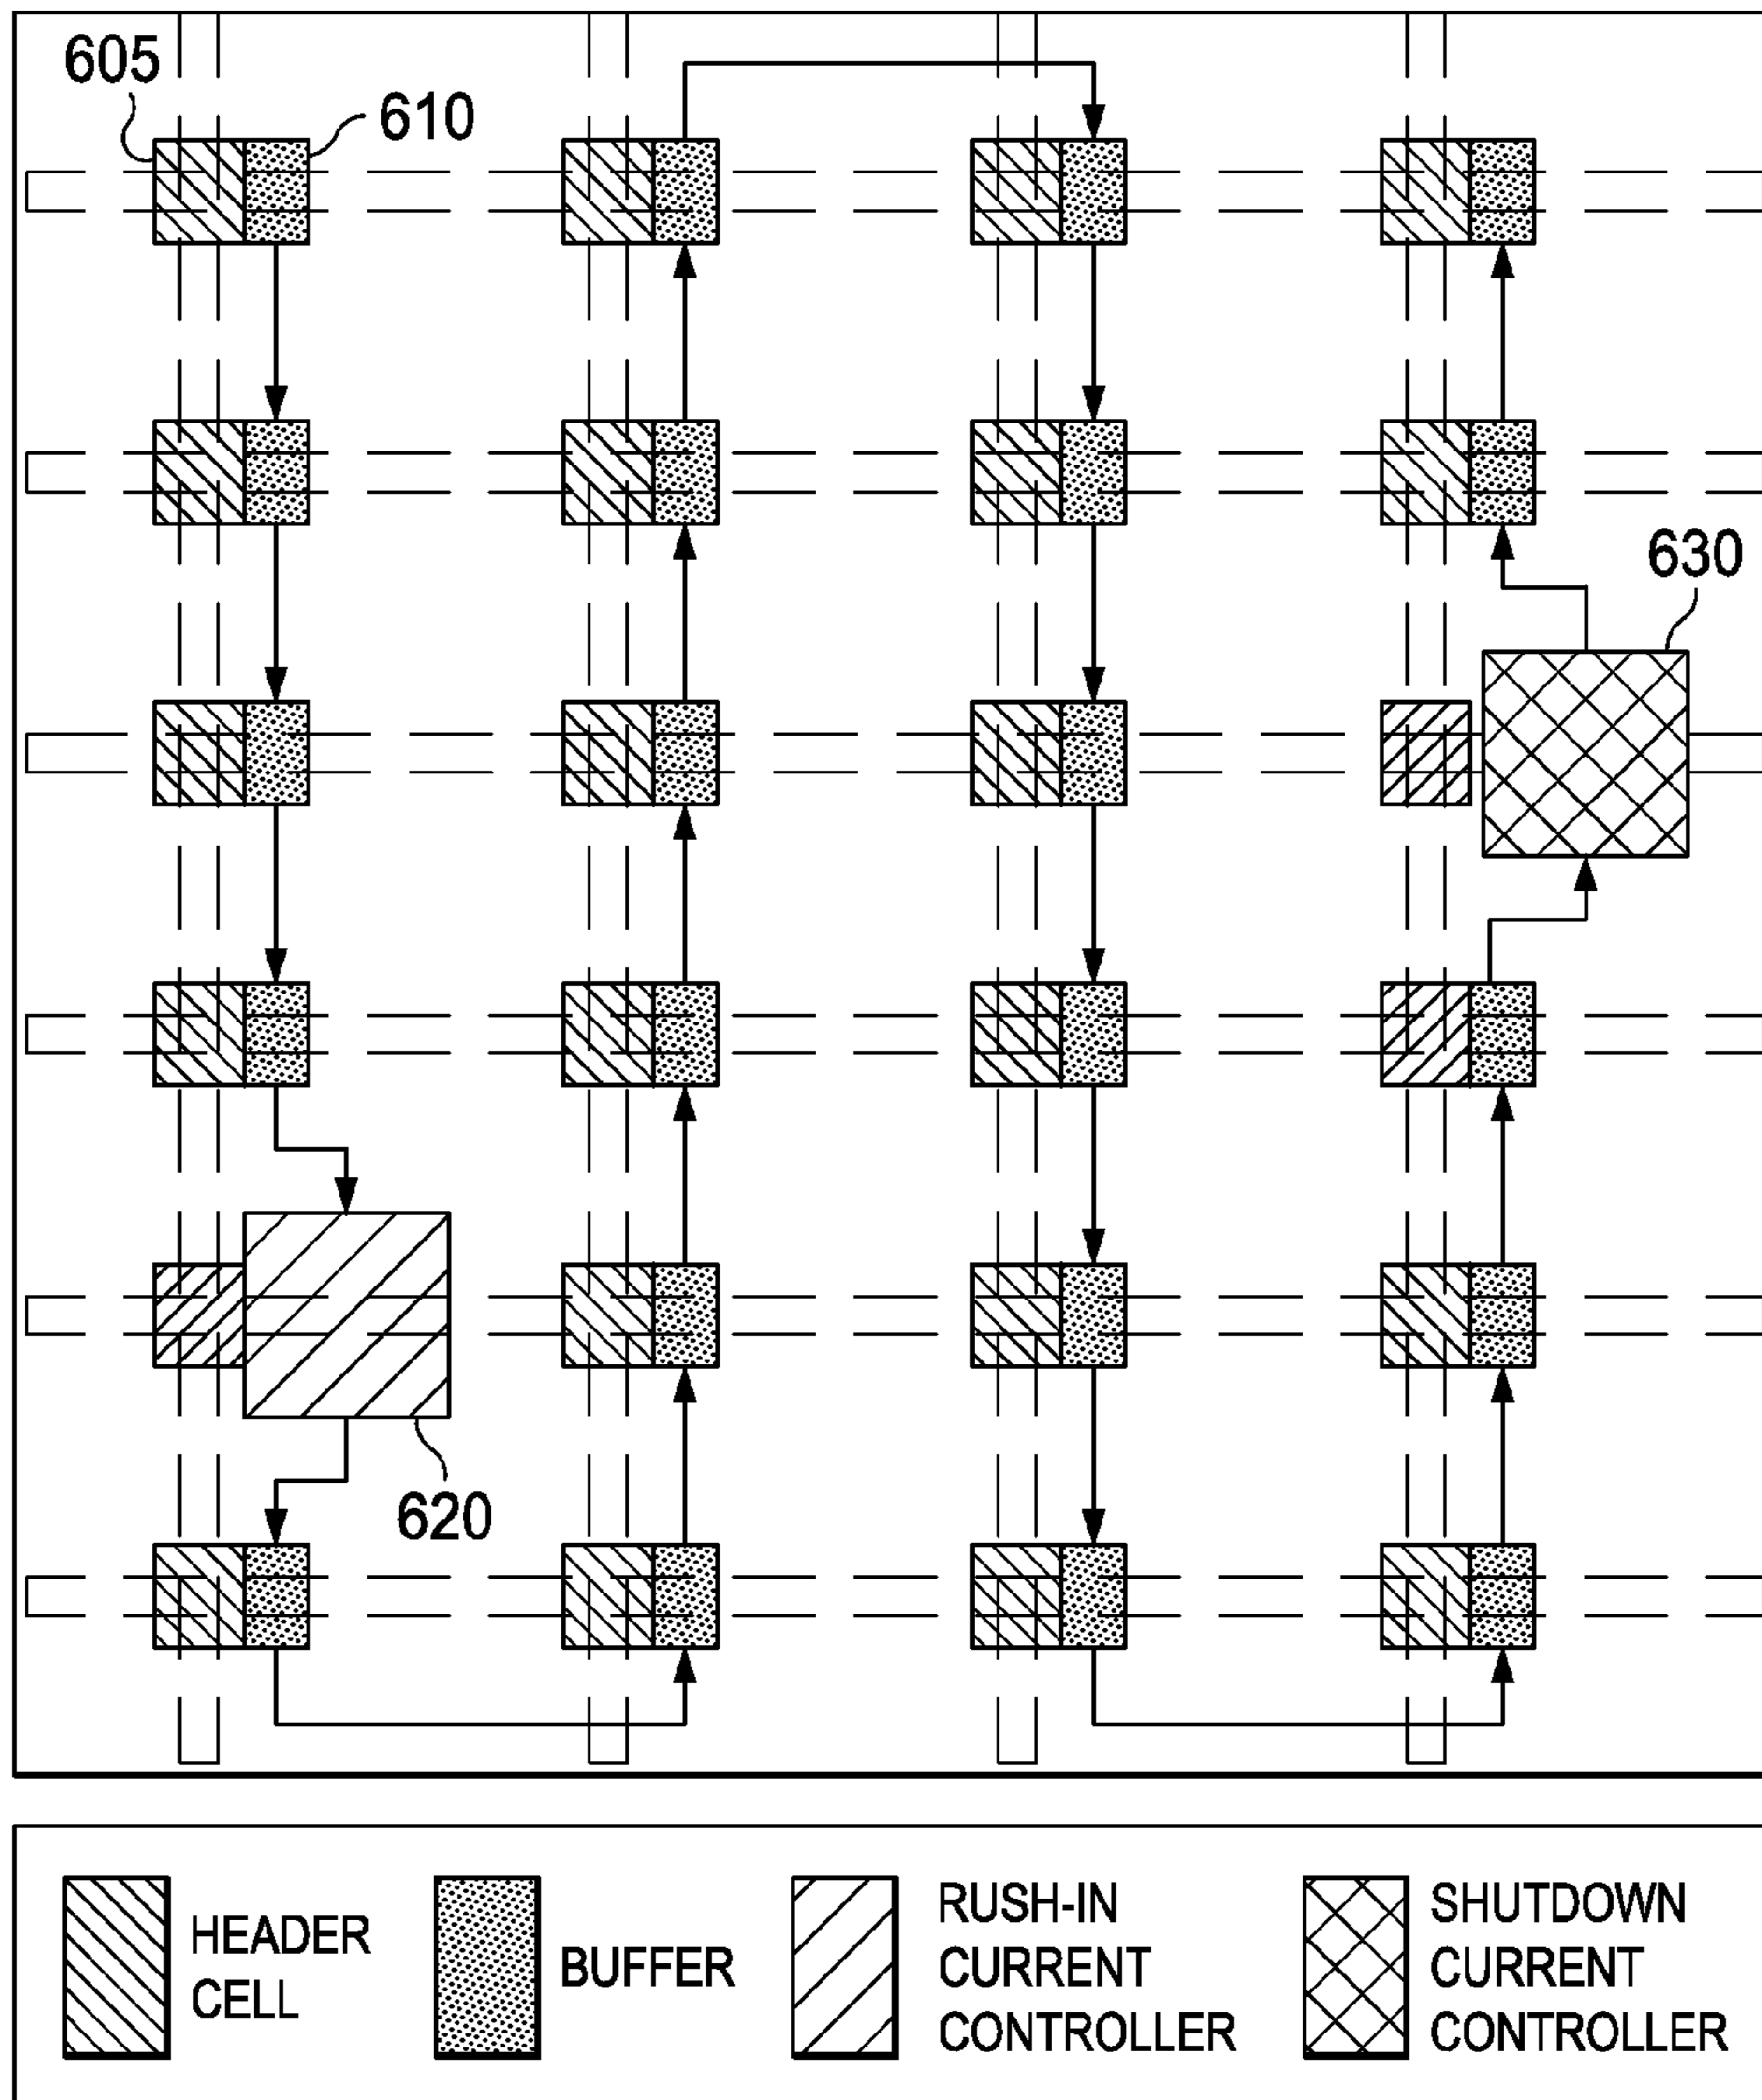 605
610
630
620
HEADER
CELL
BUFFER
RUSH-IN
CURRENT
CONTROLLER
SHUTDOWN
CURRENT
CONTROLLER